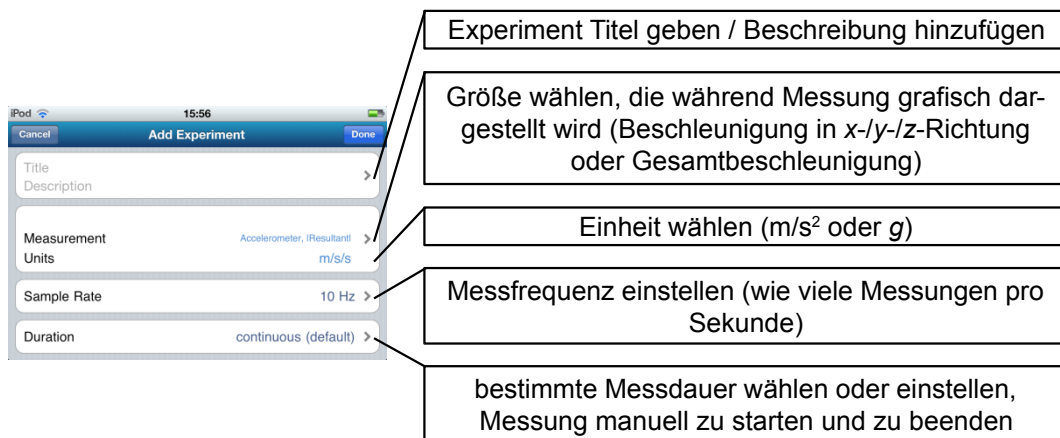 Experiment Titel geben / Beschreibung hinzufügen
Größe wählen, die während Messung grafisch dar-
gestellt wird (Beschleunigung in x-/y-/z-Richtung
oder Gesamtbeschleunigung)
Einheit wählen (m/s² oder g)
Messfrequenz einstellen (wie viele Messungen pro
Sekunde)
bestimmte Messdauer wählen oder einstellen,
Messung manuell zu starten und zu beenden
iPod 15:56
Cancel Add Experiment Done
Title
Description
Measurement Accelerometer, |Resultant|
Units m/s/s
Sample Rate 10 Hz
Duration continuous (default)